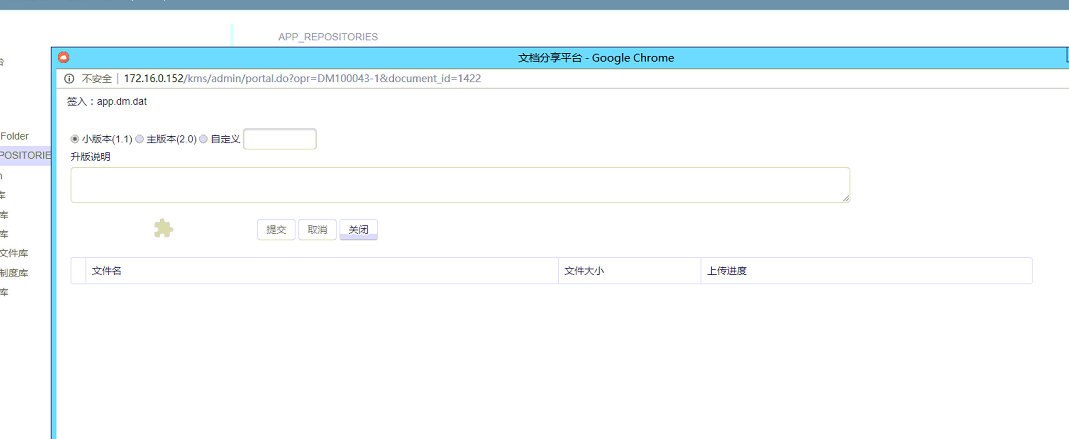 APP_REPOSITORIES
文档分享平台 - Google Chrome
不安全 | 172.16.0.152/kms/admin/portal.do?opr=DM100043-1&document_id=1422
签入：app.dm.dat
Folder
小版本(1.1) 主版本(2.0) 自定义
POSITORIE
升版说明
库
库
提交 取消 关闭
库
文件库
文件名 文件大小 上传进度
制度库
库